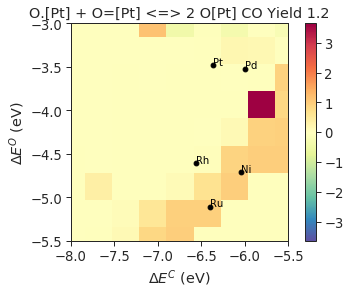 O.[Pt] + O=[Pt] <=> 2 O[Pt] CO Yield 1.2
−3.0
−3.5
−4.0
−4.5
−5.0
−5.5
ΔE^O (eV)
Pt
Pd
Rh
Ni
Ru
−8.0 −7.5 −7.0 −6.5 −6.0 −5.5
ΔE^C (eV)
3
2
1
0
−1
−2
−3